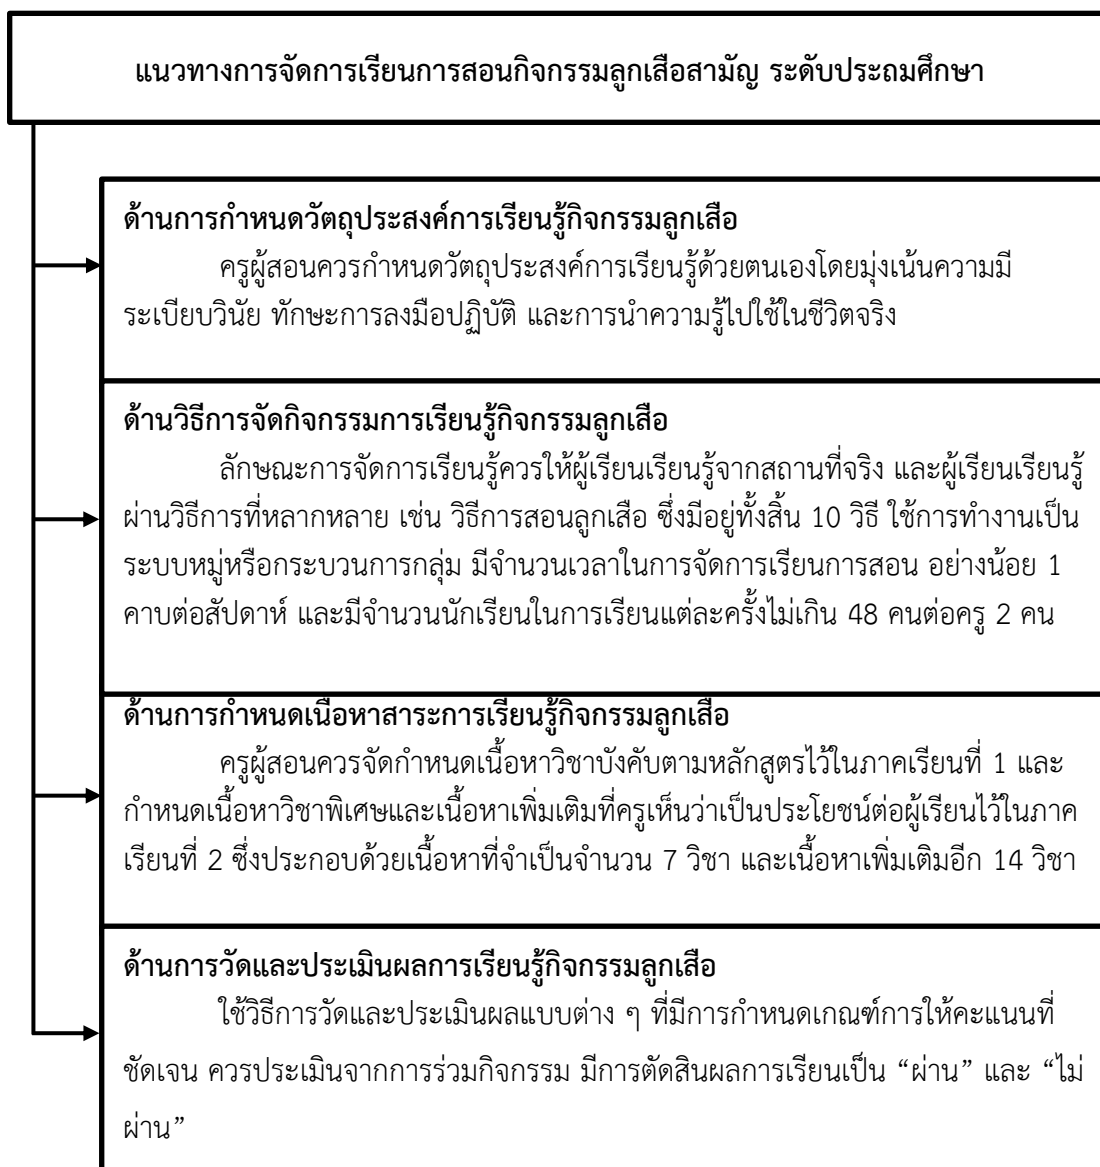 แนวทางการจัดการเรียนการสอนกิจกรรมลูกเสือสามัญ ระดับประถมศึกษา
ด้านการกำหนดวัตถุประสงค์การเรียนรู้กิจกรรมลูกเสือ
ครูผู้สอนควรกำหนดวัตถุประสงค์การเรียนรู้ด้วยตนเองโดยมุ่งเน้นความมี
ระเบียบวินัย ทักษะการลงมือปฏิบัติ และการนำความรู้ไปใช้ในชีวิตจริง
ด้านวิธีการจัดกิจกรรมการเรียนรู้กิจกรรมลูกเสือ
ลักษณะการจัดการเรียนรู้ควรให้ผู้เรียนเรียนรู้จากสถานที่จริง และผู้เรียนเรียนรู้
ผ่านวิธีการที่หลากหลาย เช่น วิธีการสอนลูกเสือ ซึ่งมีอยู่ทั้งสิ้น 10 วิธี ใช้การทำงานเป็น
ระบบหมู่หรือกระบวนการกลุ่ม มีจำนวนเวลาในการจัดการเรียนการสอน อย่างน้อย 1
คาบต่อสัปดาห์ และมีจำนวนนักเรียนในการเรียนแต่ละครั้งไม่เกิน 48 คนต่อครู 2 คน
ด้านการกำหนดเนื้อหาสาระการเรียนรู้กิจกรรมลูกเสือ
ครูผู้สอนควรจัดกำหนดเนื้อหาวิชาบังคับตามหลักสูตรไว้ในภาคเรียนที่ 1 และ
กำหนดเนื้อหาวิชาพิเศษและเนื้อหาเพิ่มเติมที่ครูเห็นว่าเป็นประโยชน์ต่อผู้เรียนไว้ในภาค
เรียนที่ 2 ซึ่งประกอบด้วยเนื้อหาที่จำเป็นจำนวน 7 วิชา และเนื้อหาเพิ่มเติมอีก 14 วิชา
ด้านการวัดและประเมินผลการเรียนรู้กิจกรรมลูกเสือ
ใช้วิธีการวัดและประเมินผลแบบต่าง ๆ ที่มีการกำหนดเกณฑ์การให้คะแนนที่
ชัดเจน ควรประเมินจากการร่วมกิจกรรม มีการตัดสินผลการเรียนเป็น “ผ่าน” และ “ไม่
ผ่าน”